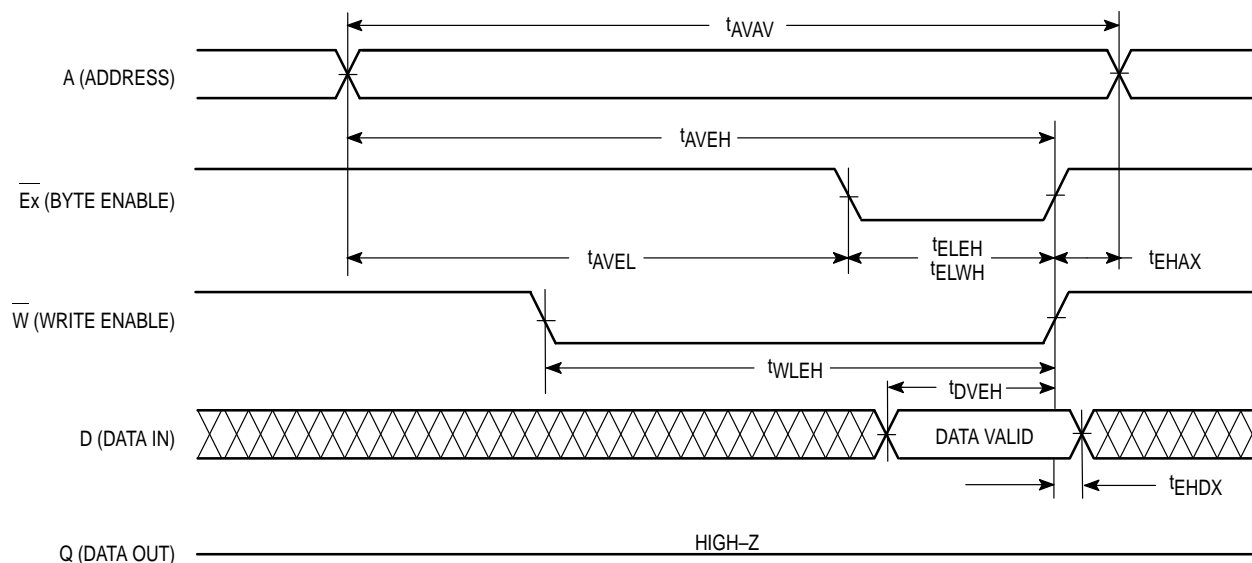 tAVAV
A (ADDRESS)
tAVEH
Ex (BYTE ENABLE)
tAVEL
tELEH
tELWH
tEHAX
W (WRITE ENABLE)
tWLEH
tDVEH
D (DATA IN)
DATA VALID
tEHDX
HIGH–Z
Q (DATA OUT)